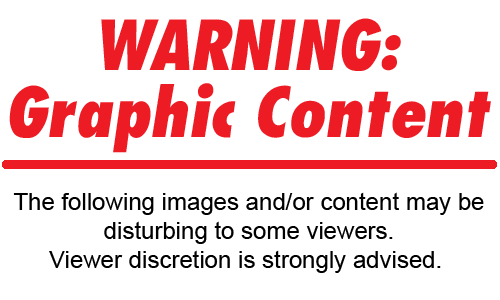 WARNING:
Graphic Content
The following images and/or content may be
disturbing to some viewers.
Viewer discretion is strongly advised.